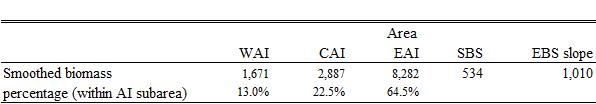 Area
WAI CAI EAI SBS EBS slope
Smoothed biomass 1,671 2,887 8,282 534 1,010
percentage (within AI subarea) 13.0% 22.5% 64.5%